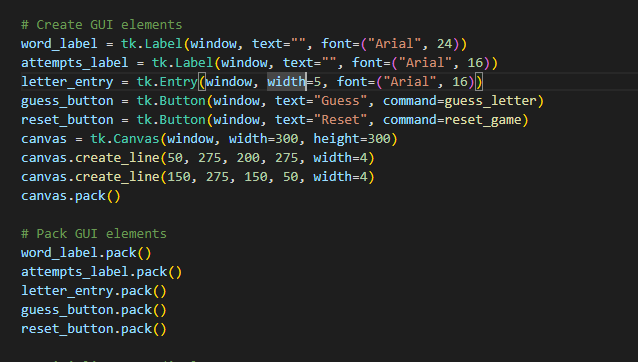 # Create GUI elements
word_label = tk.Label(window, text="", font=("Arial", 24))
attempts_label = tk.Label(window, text="", font=("Arial", 16))
letter_entry = tk.Entry(window, width=5, font=("Arial", 16))
guess_button = tk.Button(window, text="Guess", command=guess_letter)
reset_button = tk.Button(window, text="Reset", command=reset_game)
canvas = tk.Canvas(window, width=300, height=300)
canvas.create_line(50, 275, 200, 275, width=4)
canvas.create_line(150, 275, 150, 50, width=4)
canvas.pack()
# Pack GUI elements
word_label.pack()
attempts_label.pack()
letter_entry.pack()
guess_button.pack()
reset_button.pack()